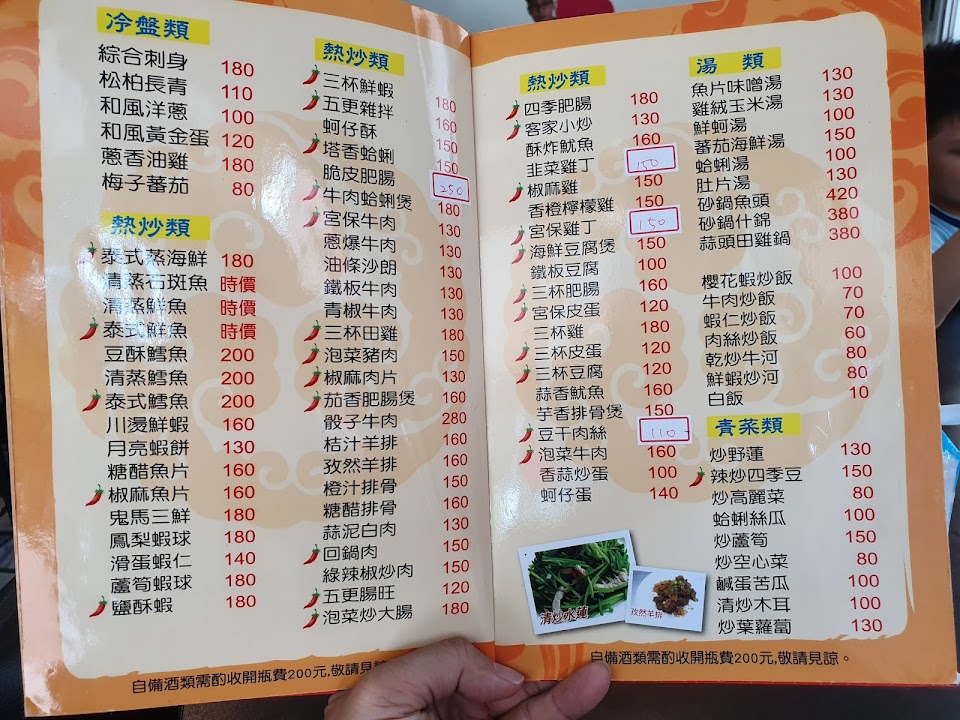 冷盤類
綜合刺身 180
松柏長青 110
和風洋蔥 100
和風黃金蛋 120
蔥香油雞 180
梅子蕃茄 80
熱炒類
泰式蒸海鮮 180
清蒸石斑魚 時價
清蒸鮮魚 時價
泰式鮮魚 時價
豆酥鱈魚 200
清蒸鱈魚 200
泰式鱈魚 200
川燙鮮蝦 160
月亮蝦餅 130
糖醋魚片 160
椒麻魚片 160
鬼馬三鮮 180
鳳梨蝦球 180
滑蛋蝦仁 140
蘆筍蝦球 180
鹽酥蝦 180
熱炒類
三杯鮮蝦 180
五更雜拌 160
蚵仔酥 150
塔香蛤蜊 150
脆皮肥腸 250
牛肉蛤蜊煲 180
宮保牛肉 130
蔥爆牛肉 130
油條沙朗 130
鐵板牛肉 130
青椒牛肉 130
三杯田雞 180
泡菜豬肉 150
椒麻肉片 130
茄香肥腸煲 160
骰子牛肉 280
桔汁羊排 160
孜然羊排 160
橙汁排骨 150
糖醋排骨 160
蒜泥白肉 130
回鍋肉 150
綠辣椒炒肉 150
五更腸旺 120
泡菜炒大腸 180
自備酒類需酌收開瓶費200元,敬請見諒
熱炒類
四季肥腸 180
客家小炒 130
酥炸魷魚 160
韭菜雞丁 150
椒麻雞 150
香橙檸檬雞 150
宮保雞丁 150
海鮮豆腐煲 150
鐵板豆腐 100
三杯肥腸 160
宮保皮蛋 120
三杯雞 180
三杯皮蛋 120
三杯豆腐 120
蒜香魷魚 160
芋香排骨煲 150
豆干肉絲 110
泡菜牛肉 160
香蒜炒蛋 100
蚵仔蛋 140
清炒水蓮
孜然羊排
湯 類
魚片味噌湯 130
雞絨玉米湯 130
鮮蚵湯 100
蕃茄海鮮湯 150
蛤蜊湯 100
肚片湯 130
砂鍋魚頭 420
砂鍋什錦 380
蒜頭田雞鍋 380
櫻花蝦炒飯 100
牛肉炒飯 70
蝦仁炒飯 70
肉絲炒飯 60
乾炒牛河 80
鮮蝦炒河 80
白飯 10
青菜類
炒野蓮 130
辣炒四季豆 150
炒高麗菜 80
蛤蜊絲瓜 100
炒蘆筍 150
炒空心菜 80
鹹蛋苦瓜 100
清炒木耳 100
炒葉蘿蔔 130
自備酒類需酌收開瓶費200元,敬請見諒。